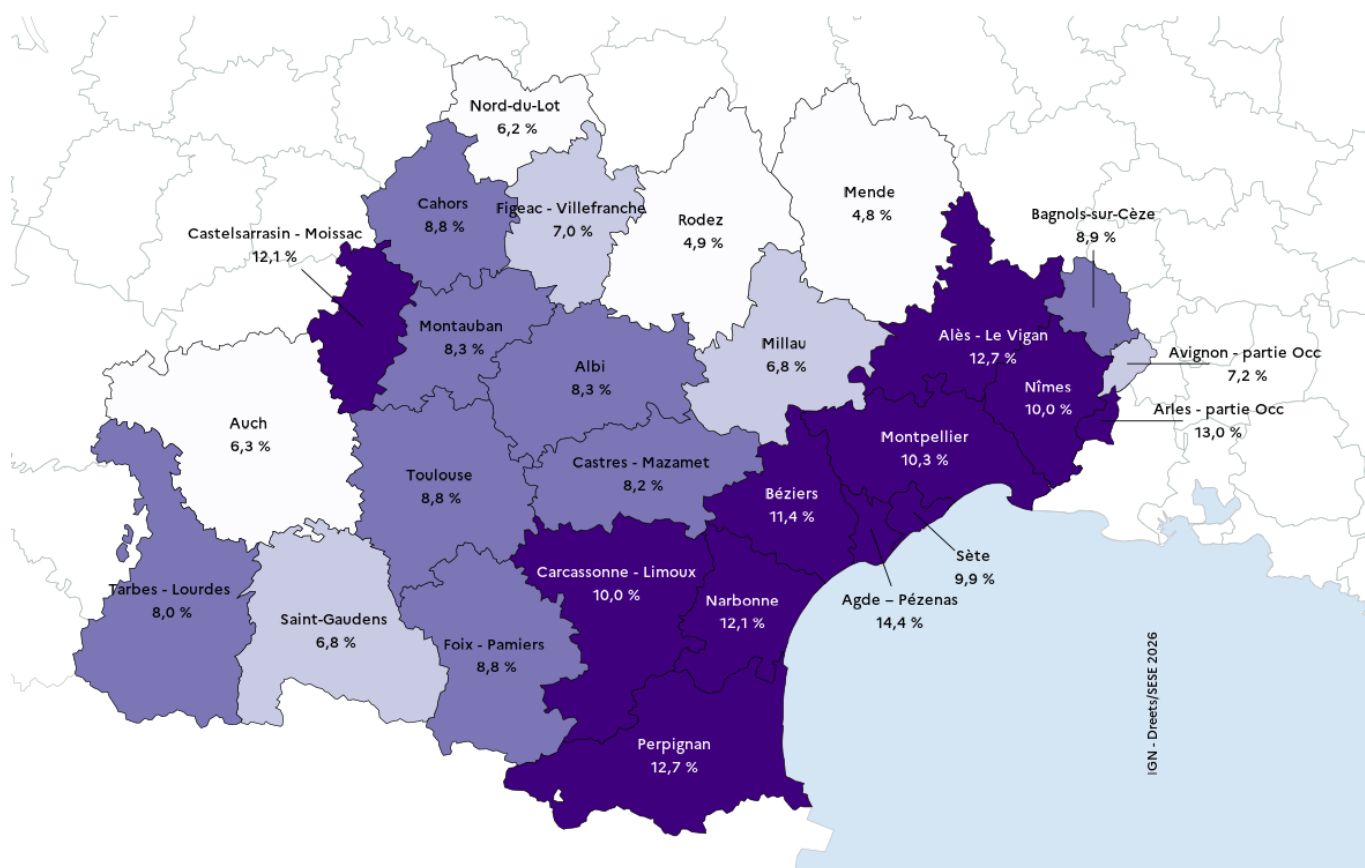 Nord-du-Lot
6,2 %
Cahors
8,8 %
Figeac - Villefranche
7,0 %
Rodez
4,9 %
Mende
4,8 %
Bagnols-sur-Cèze
8,9 %
Castelsarrasin - Moissac
12,1 %
Montauban
8,3 %
Albi
8,3 %
Millau
6,8 %
Alès - Le Vigan
12,7 %
Avignon - partie Occ
7,2 %
Nîmes
10,0 %
Arles - partie Occ
13,0 %
Auch
6,3 %
Toulouse
8,8 %
Castres - Mazamet
8,2 %
Montpellier
10,3 %
Béziers
11,4 %
Sète
9,9 %
Tarbes - Lourdes
8,0 %
Saint-Gaudens
6,8 %
Foix - Pamiers
8,8 %
Carcassonne - Limoux
10,0 %
Narbonne
12,1 %
Agde – Pézenas
14,4 %
Perpignan
12,7 %
IGN - Dreets/SESE 2026